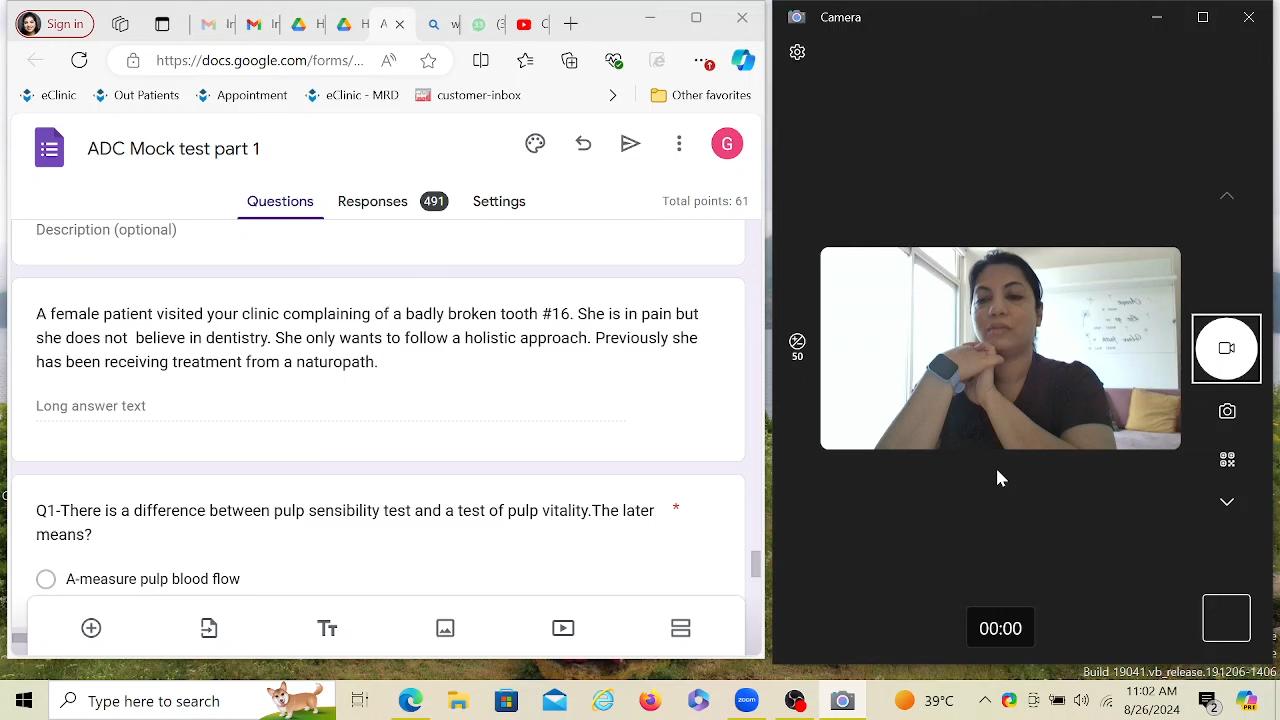 Sign in
https://docs.google.com/forms/...
eClinic
Out Patients
Appointment
eClinic - MRD
customer-inbox
Other favorites
ADC Mock test part 1
G
Questions
Responses
491
Settings
Total points: 61
Description (optional)
A female patient visited your clinic complaining of a badly broken tooth #16. She is in pain but
she does not believe in dentistry. She only wants to follow a holistic approach. Previously she
has been receiving treatment from a naturopath.
Long answer text
Q1-There is a difference between pulp sensibility test and a test of pulp vitality.The later *
means?
A-measure pulp blood flow
Camera
50
00:00
Build 19041.vb_release.191206-1406
Type here to search
zoom
39°C
11:02 AM
8/26/2024
2
PRE